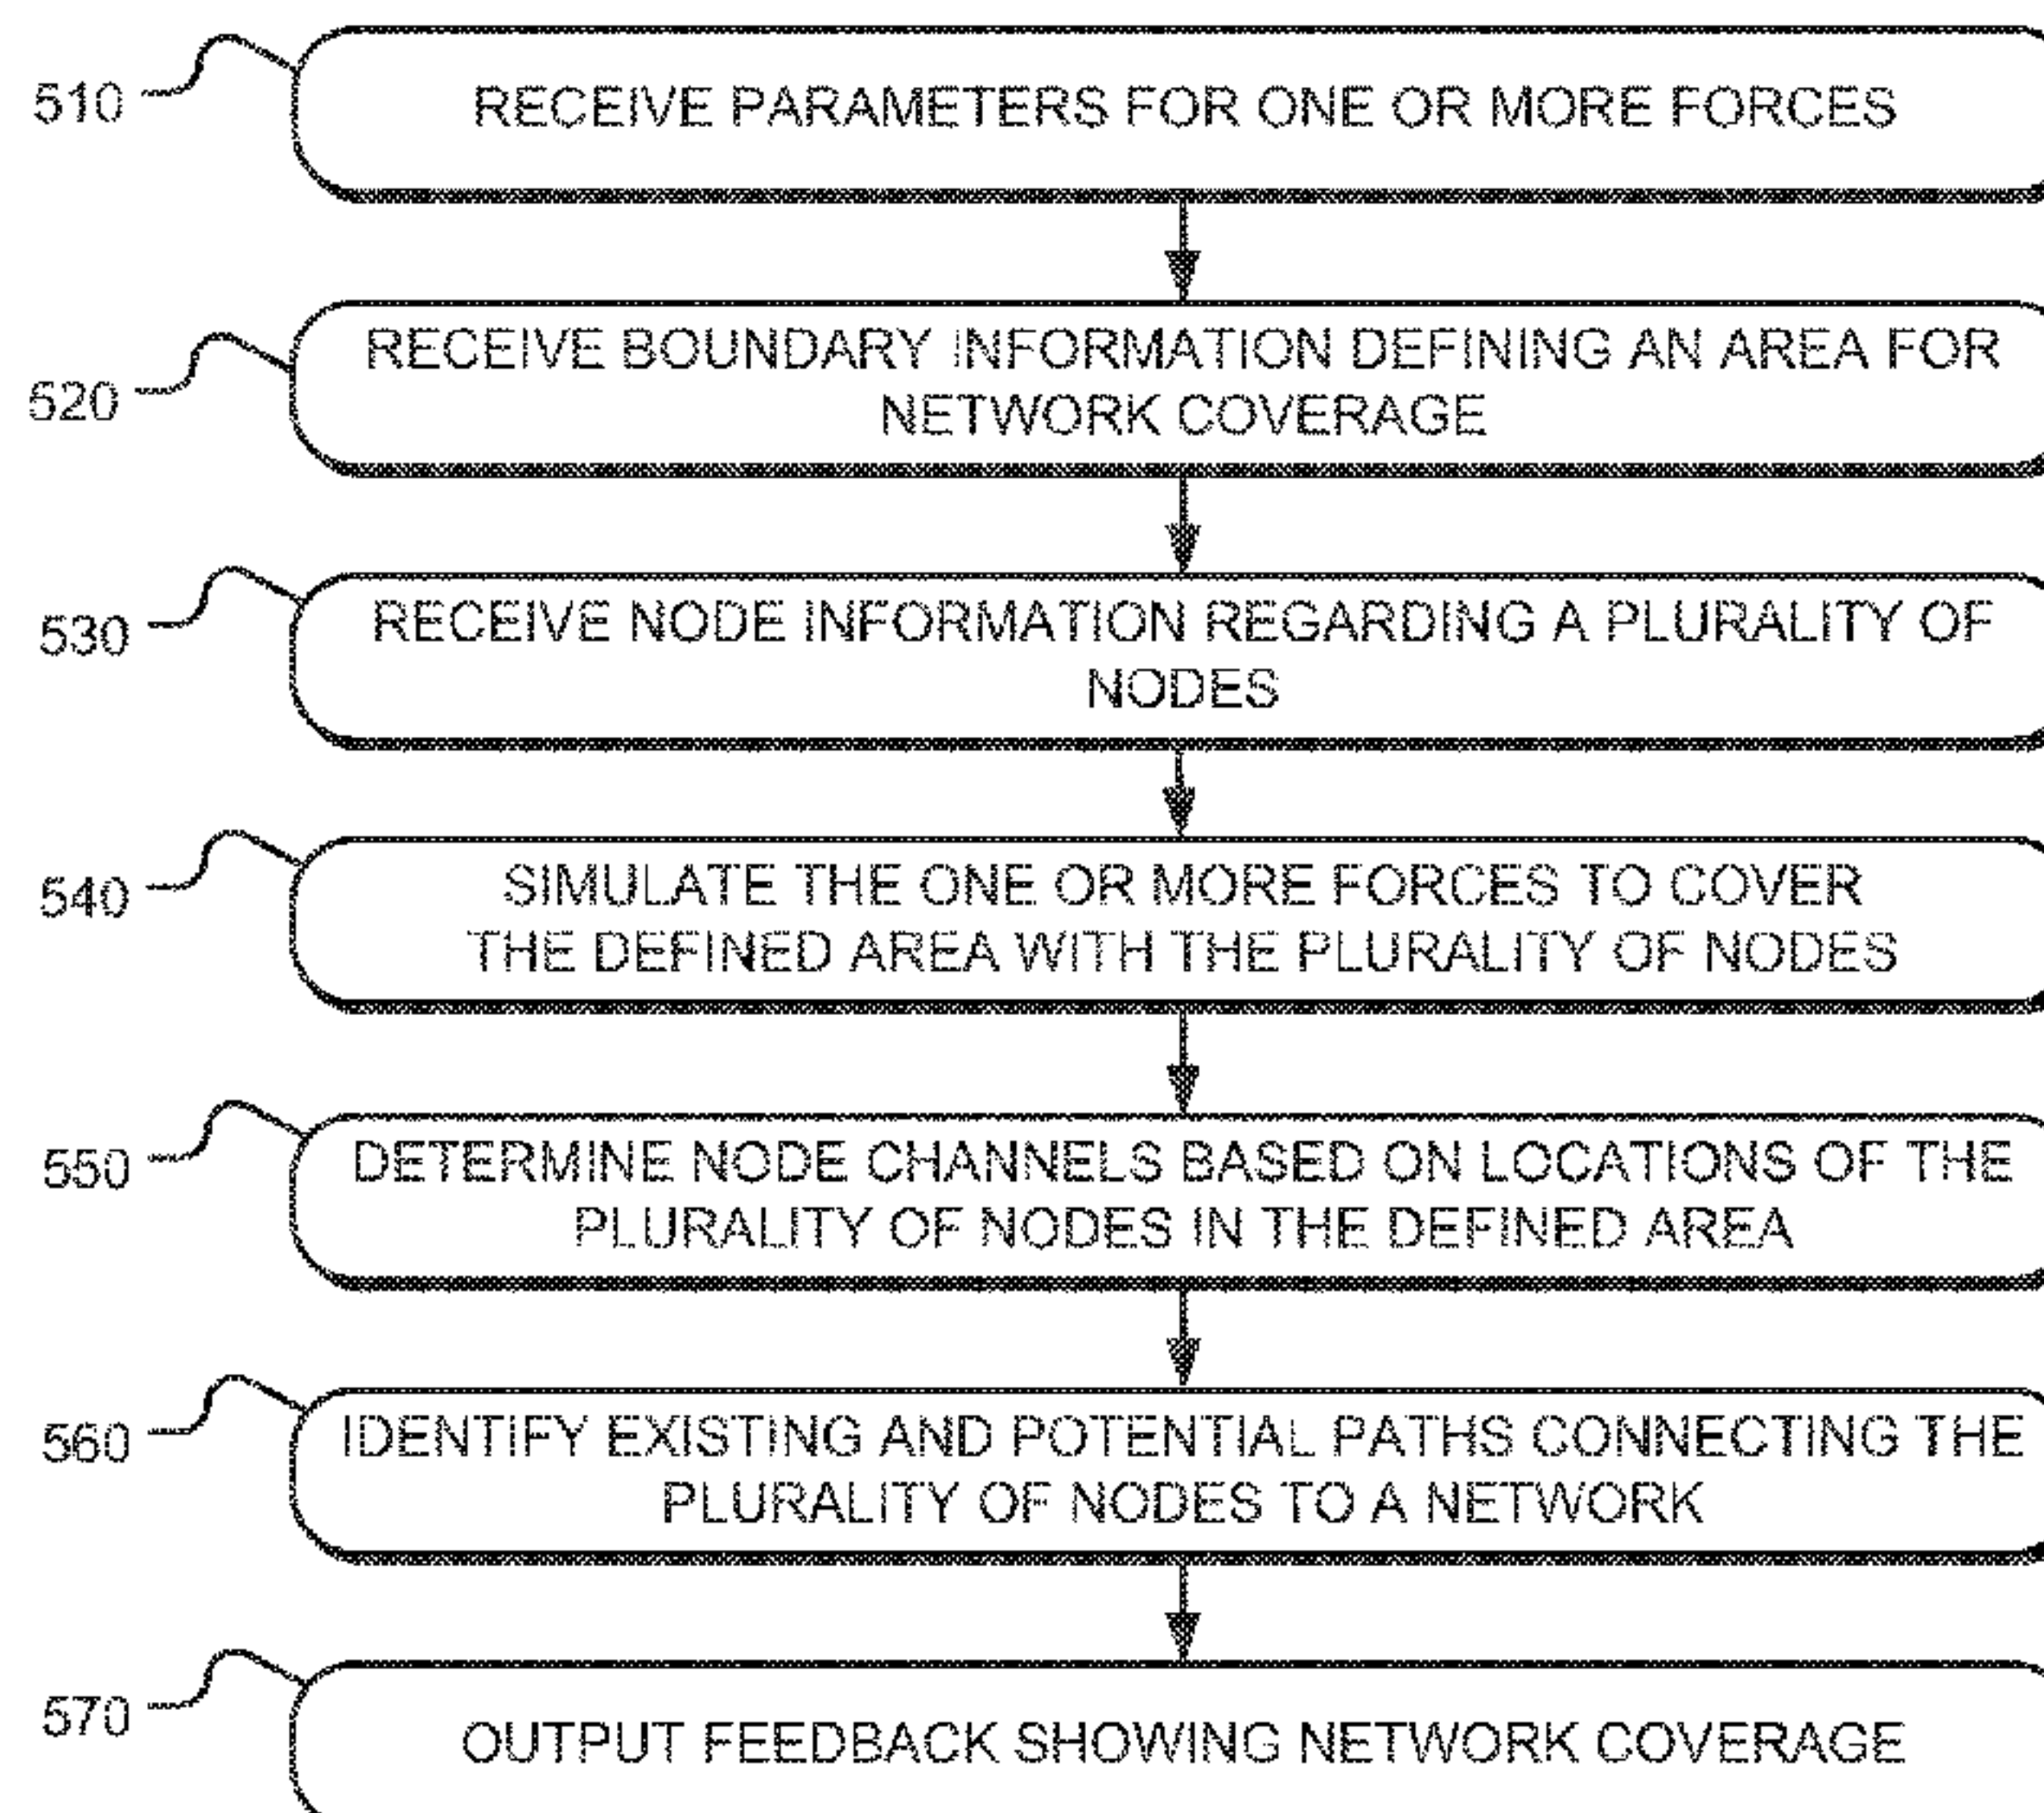 510
RECEIVE PARAMETERS FOR ONE OR MORE FORCES
520
RECEIVE BOUNDARY INFORMATION DEFINING AN AREA FOR
NETWORK COVERAGE
530
RECEIVE NODE INFORMATION REGARDING A PLURALITY OF
NODES
540
SIMULATE THE ONE OR MORE FORCES TO COVER
THE DEFINED AREA WITH THE PLURALITY OF NODES
550
DETERMINE NODE CHANNELS BASED ON LOCATIONS OF THE
PLURALITY OF NODES IN THE DEFINED AREA
560
IDENTIFY EXISTING AND POTENTIAL PATHS CONNECTING THE
PLURALITY OF NODES TO A NETWORK
570
OUTPUT FEEDBACK SHOWING NETWORK COVERAGE